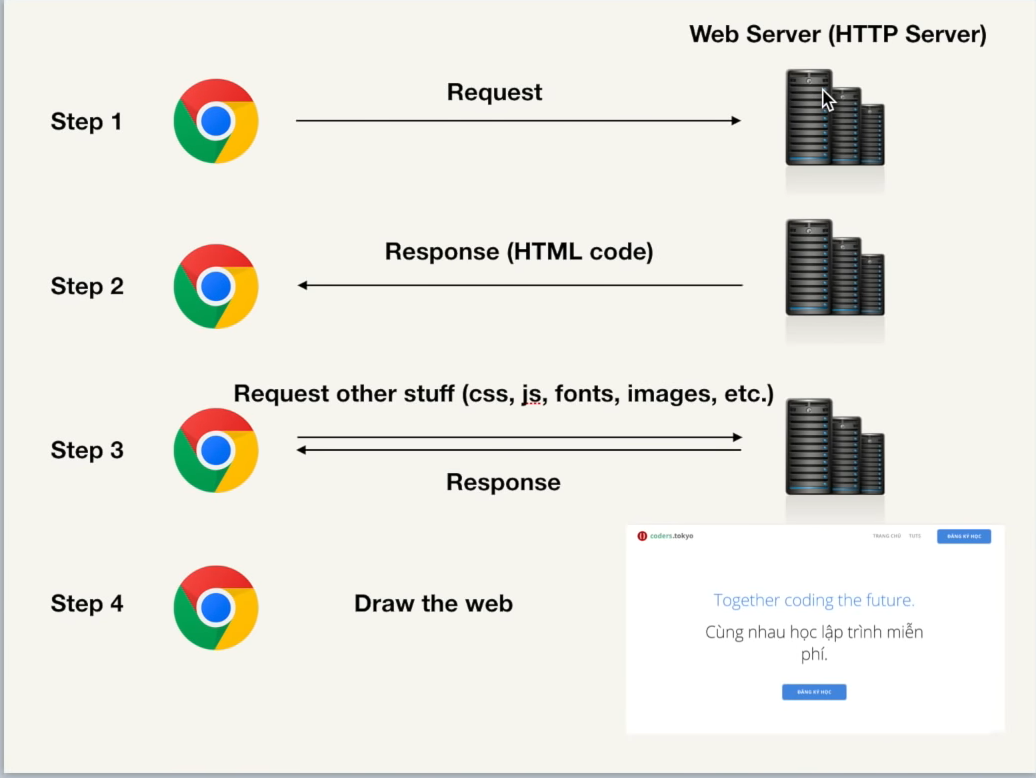 Web Server (HTTP Server)
Request
Step 1
Response (HTML code)
Step 2
Request other stuff (css, js, fonts, images, etc.)
Step 3
Response
coders.tokyo
TRANG CHỦ TUTS ĐĂNG KÝ HỌC
Step 4
Draw the web
Together coding the future.
Cùng nhau học lập trình miễn
phí.
ĐĂNG KÝ HỌC